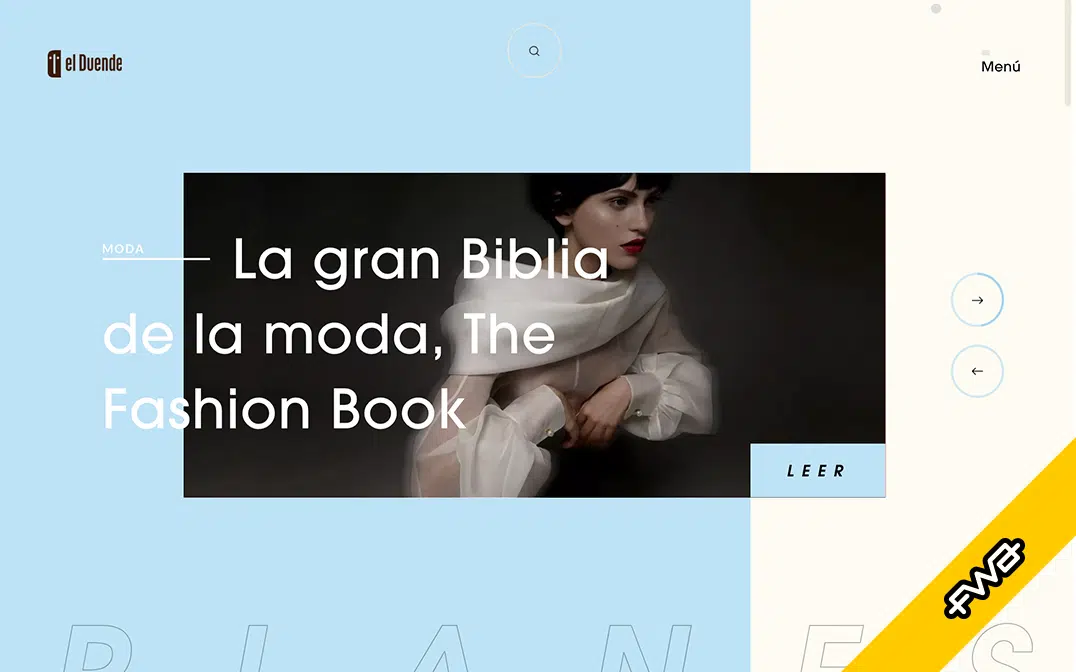 el Duende
Menú
MODA
La gran Biblia
de la moda, The
Fashion Book
LEER
fwa
PLANES